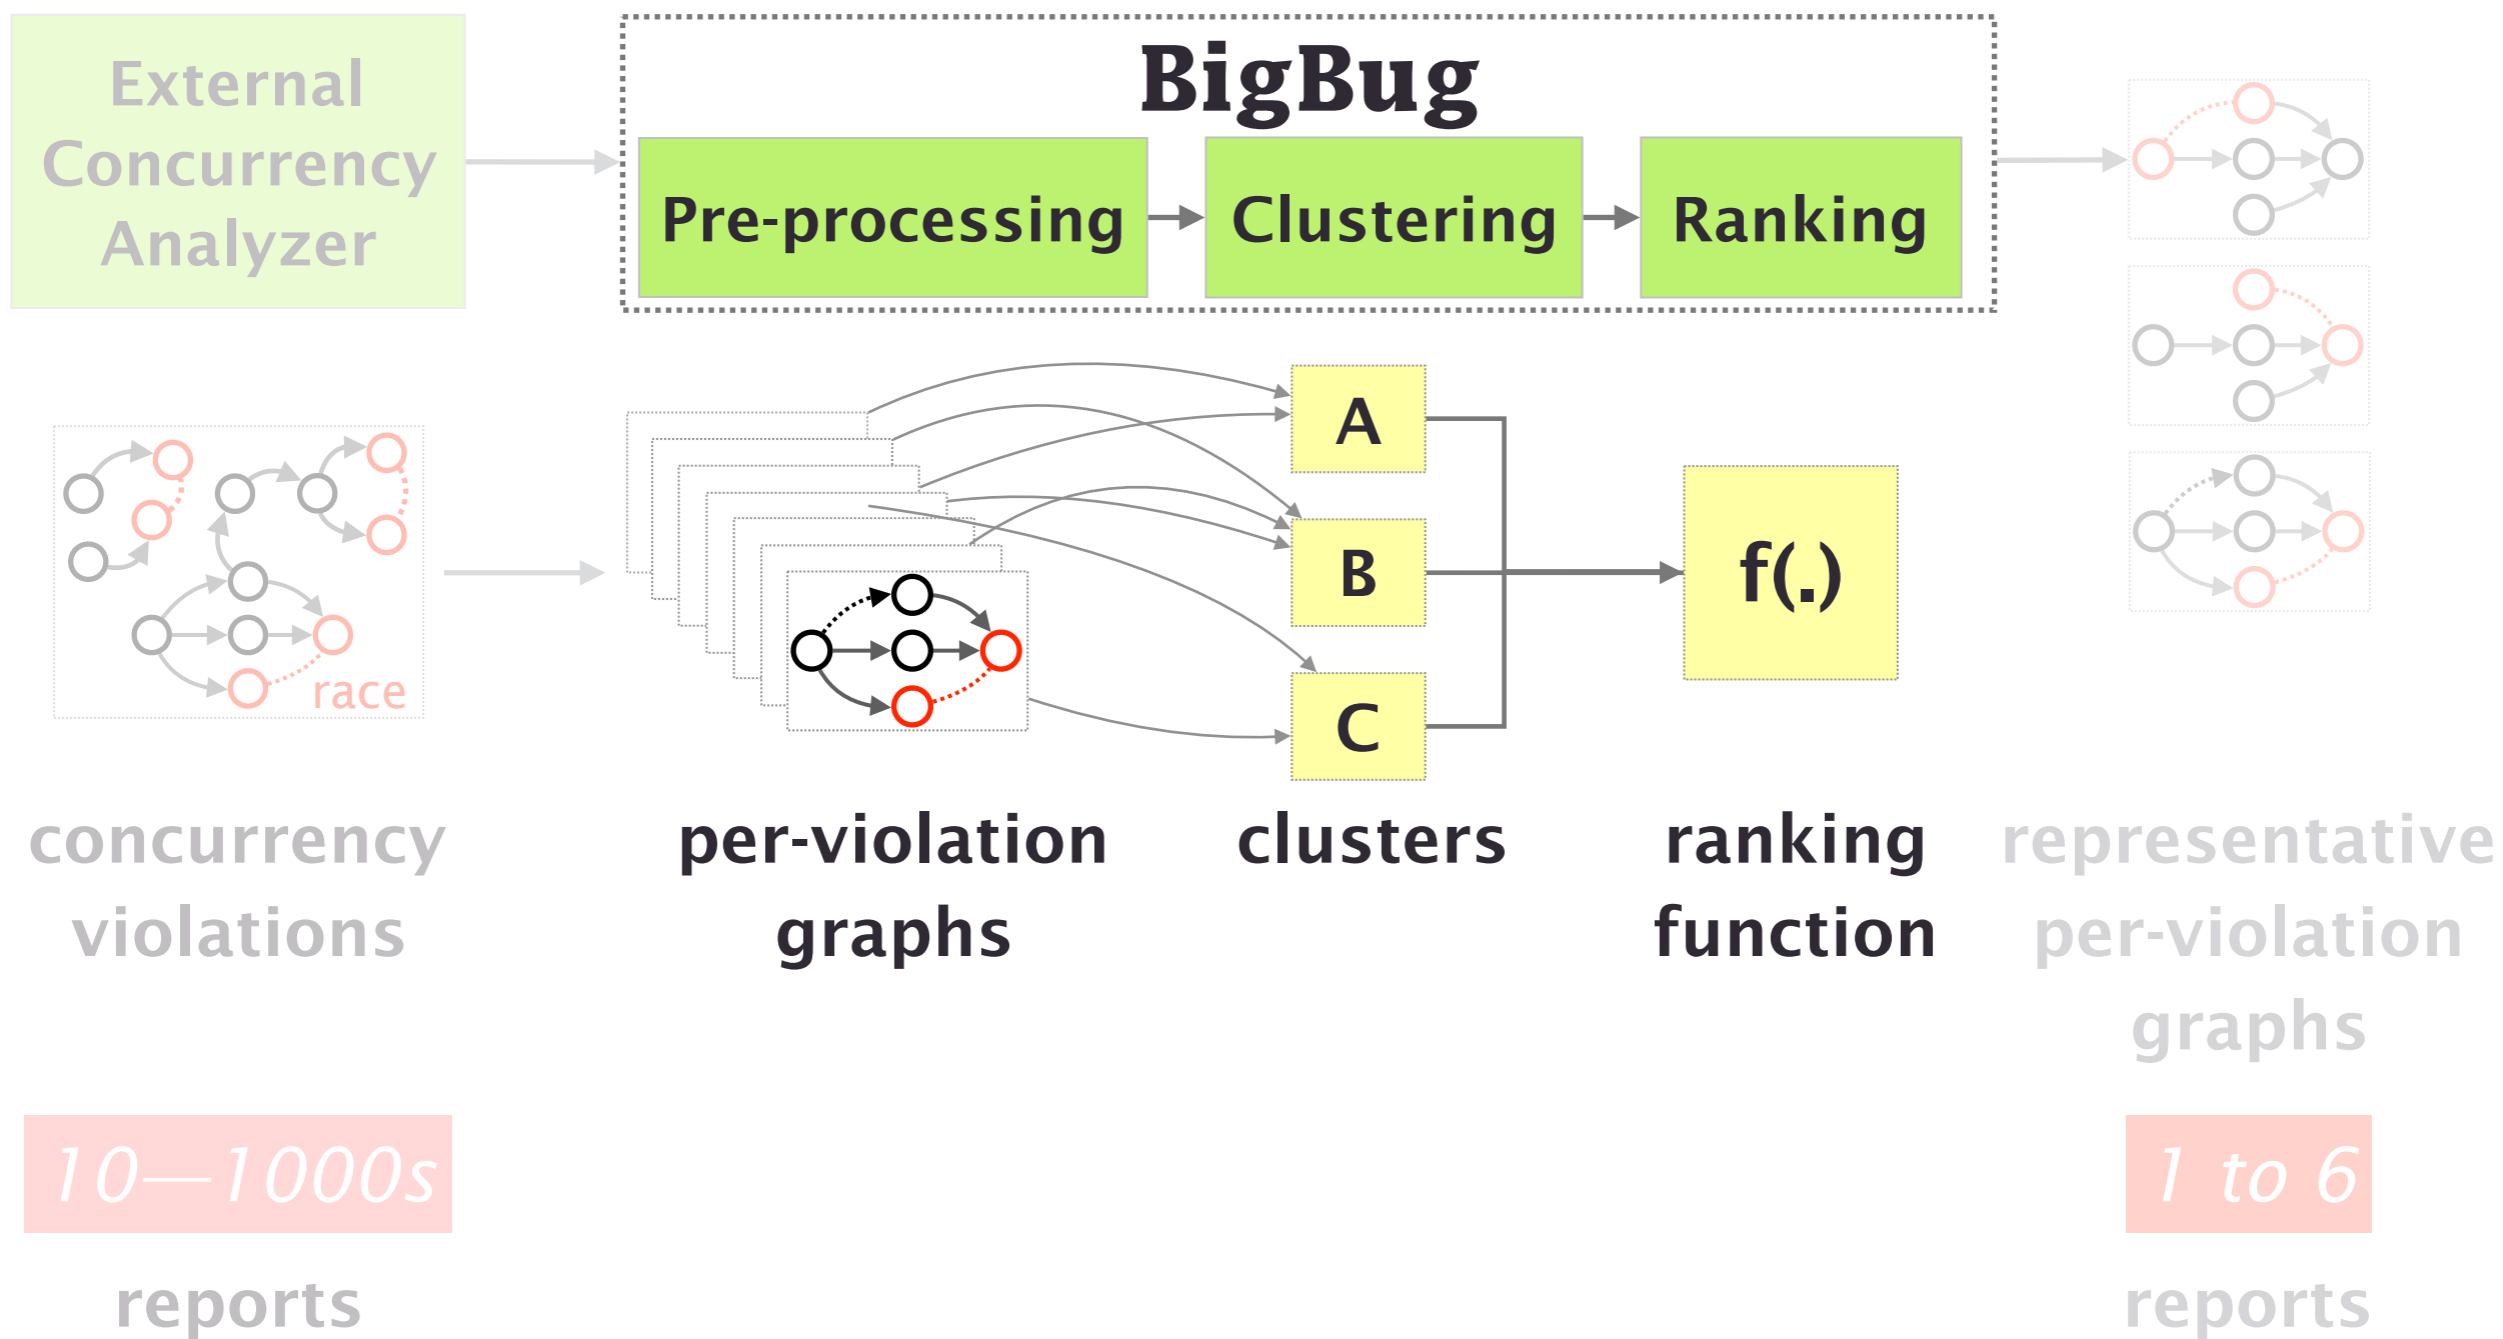 External
Concurrency
Analyzer
BigBug
Pre-processing
Clustering
Ranking
race
A
B
C
f(.)
concurrency
violations
per-violation
graphs
clusters
ranking
function
representative
per-violation
graphs
10—1000s
reports
1 to 6
reports